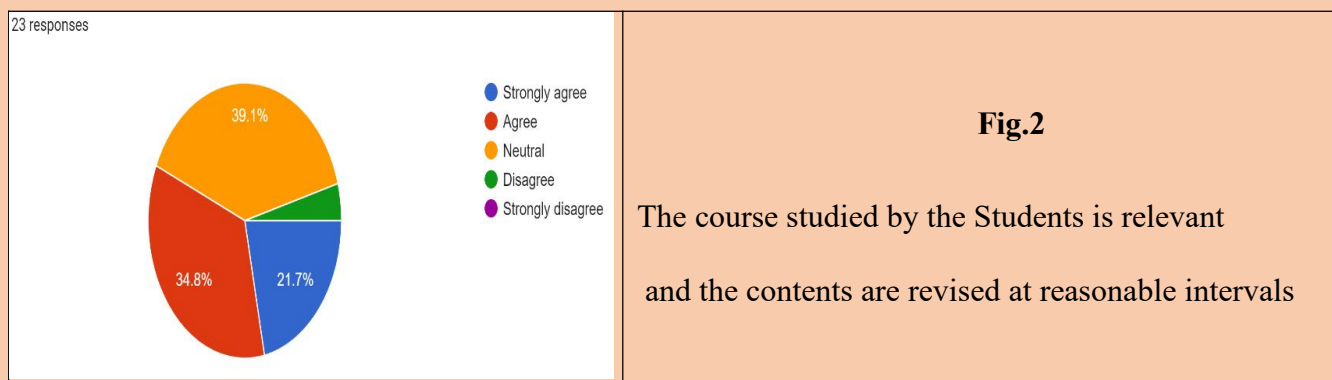 23 responses
39.1%
34.8%
21.7%
Strongly agree
Agree
Neutral
Disagree
Strongly disagree
Fig.2
The course studied by the Students is relevant
and the contents are revised at reasonable intervals